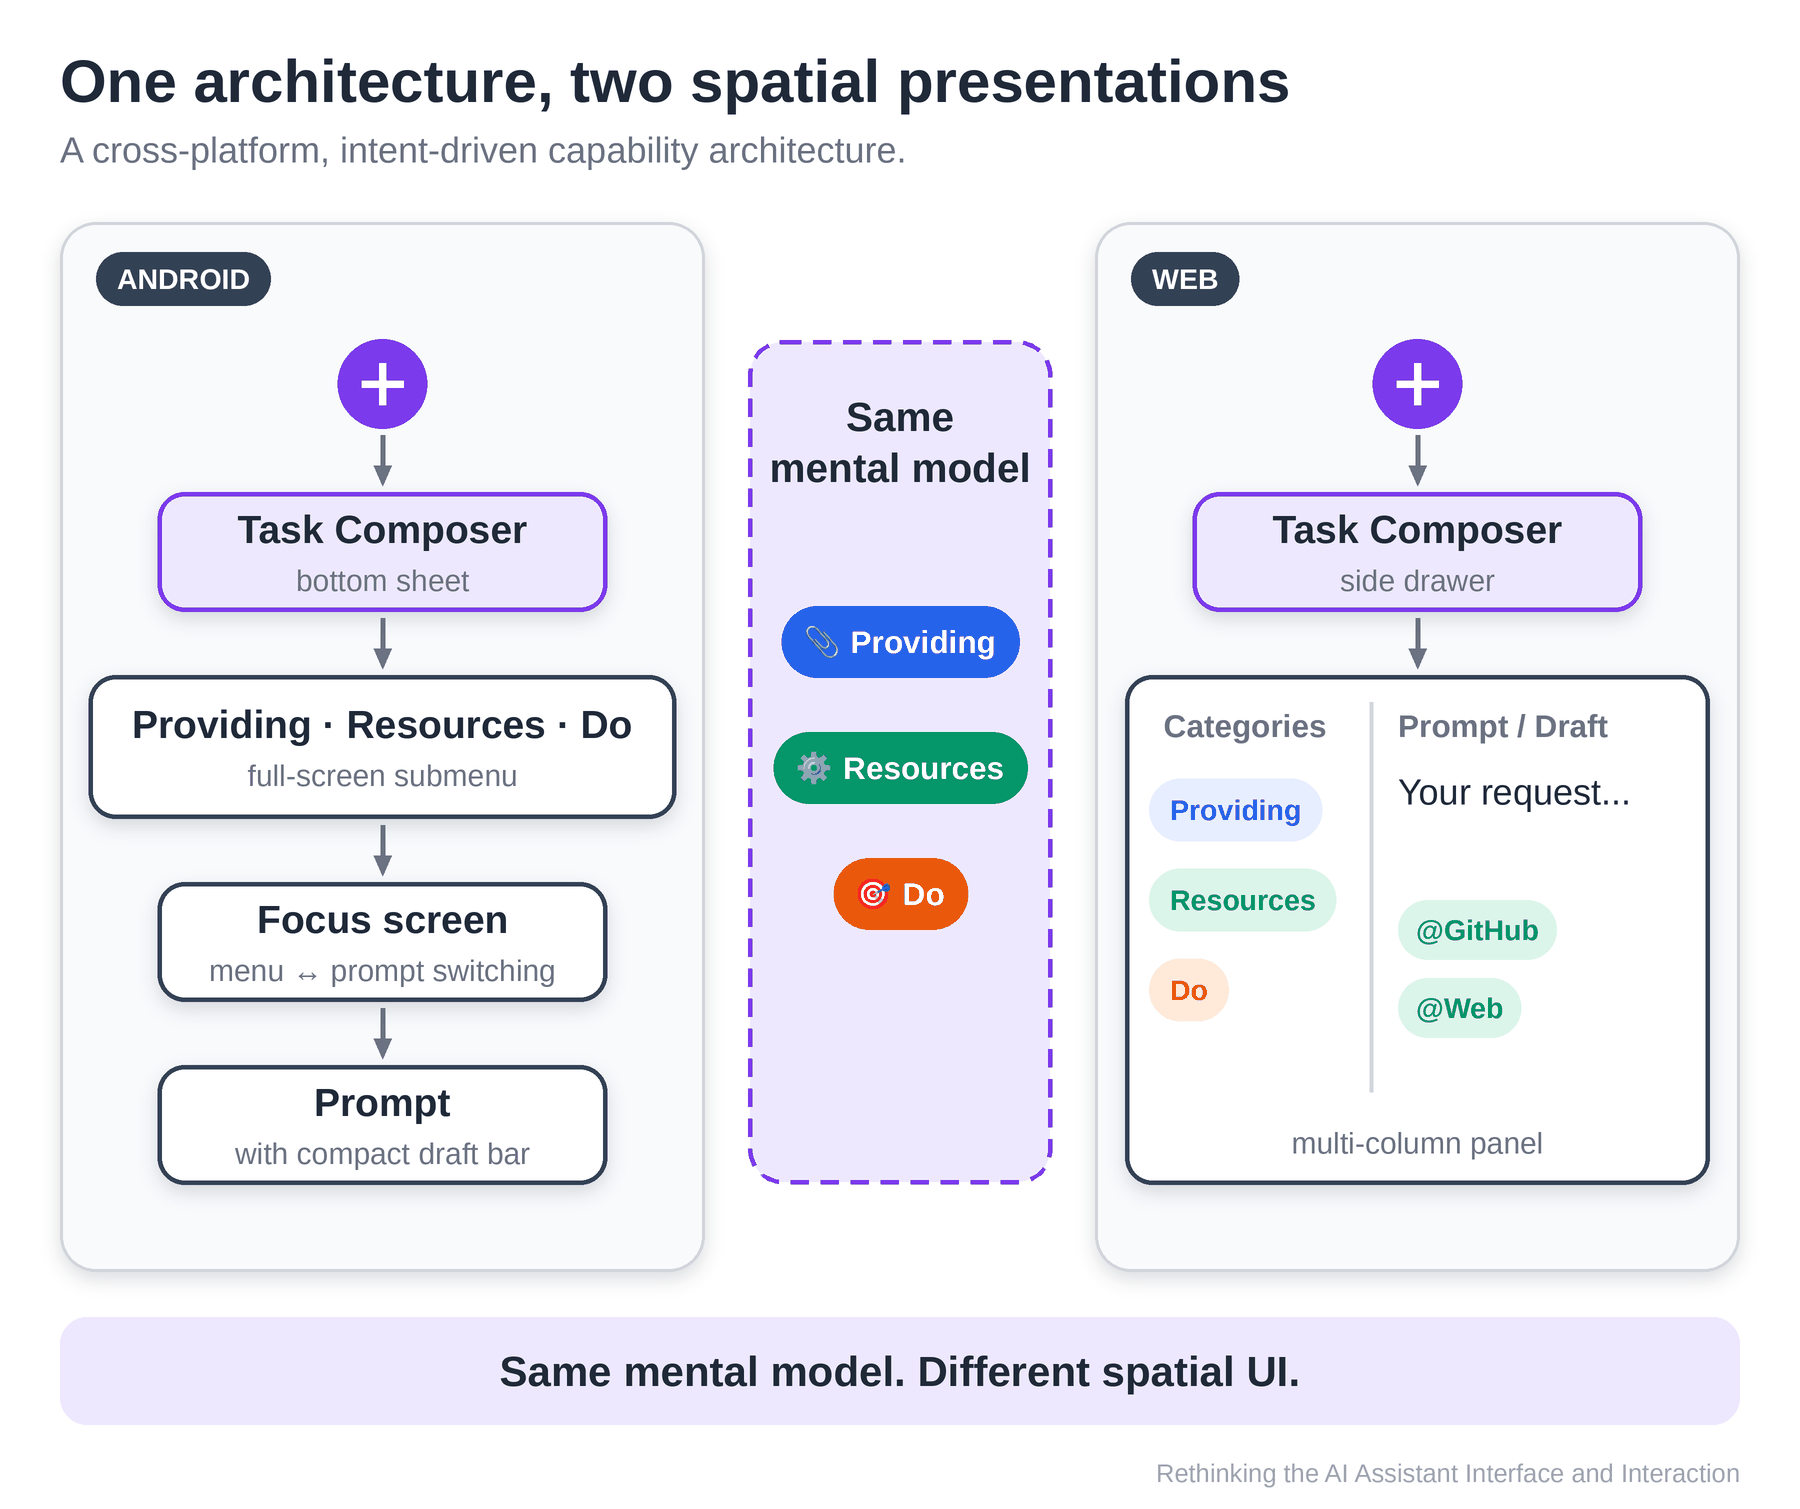 One architecture, two spatial presentations
A cross-platform, intent-driven capability architecture.
ANDROID
Task Composer
bottom sheet
Providing · Resources · Do
full-screen submenu
Focus screen
menu ↔ prompt switching
Prompt
with compact draft bar
Same
mental model
📎 Providing
⚙️ Resources
🎯 Do
WEB
Task Composer
side drawer
Categories
Providing
Resources
Do
Prompt / Draft
Your request...
@GitHub
@Web
multi-column panel
Same mental model. Different spatial UI.
Rethinking the AI Assistant Interface and Interaction